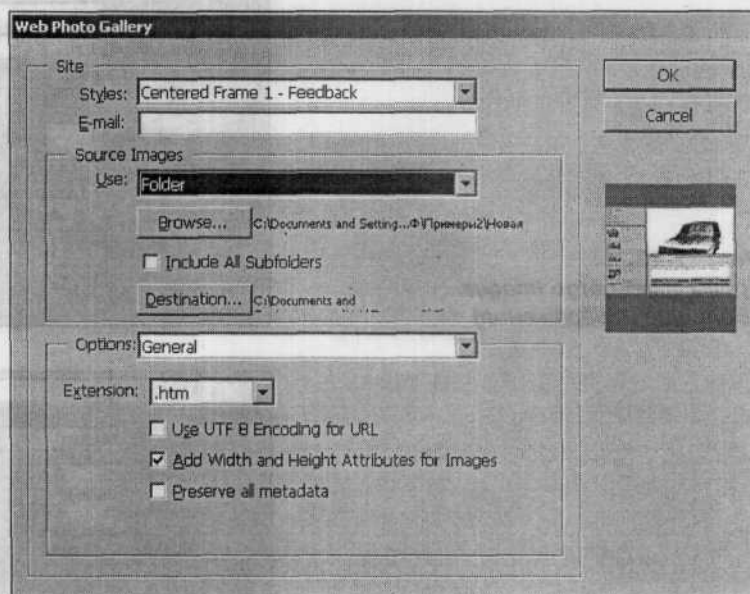 Web Photo Gallery
Site
Styles: Centered Frame 1 - Feedback
E-mail:
OK
Cancel
Source Images
Use: Folder
Browse... C:\Documents and Setting...Ф\Примеры2\Новая
Include All Subfolders
Destination... C:\Documents and
Options: General
Extension: .htm
Use UTF 8 Encoding for URL
Add Width and Height Attributes for Images
Preserve all metadata